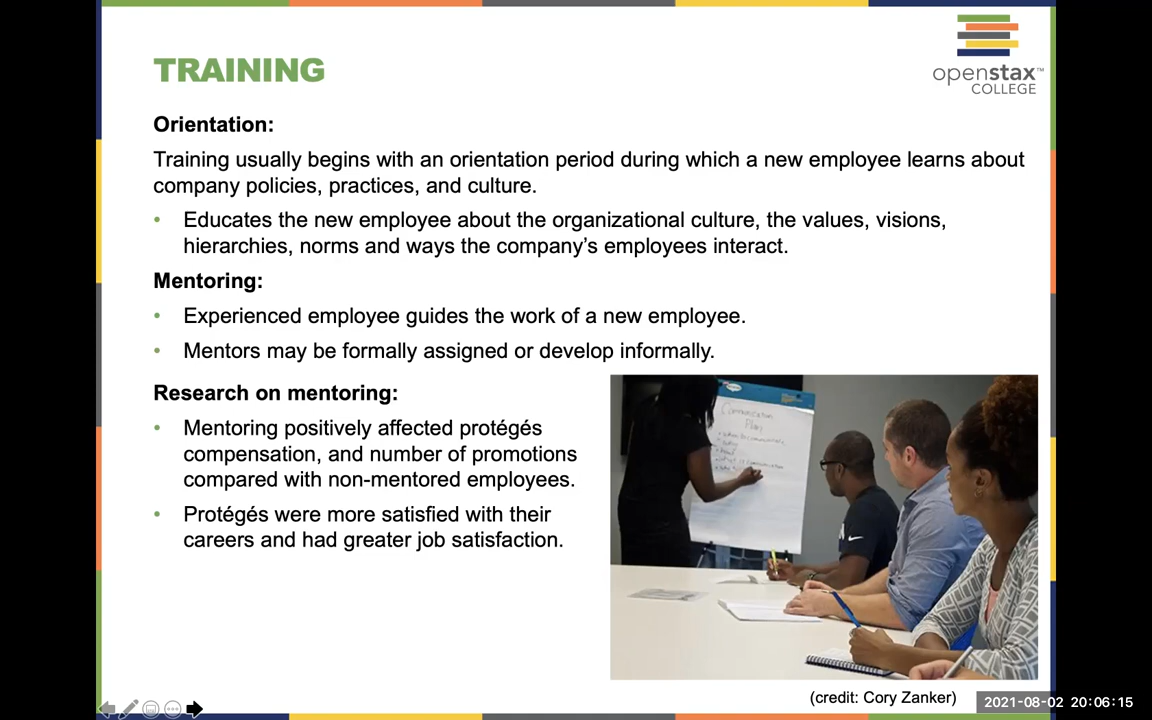 TRAINING
openstax™
COLLEGE
Orientation:
Training usually begins with an orientation period during which a new employee learns about
company policies, practices, and culture.
• Educates the new employee about the organizational culture, the values, visions,
hierarchies, norms and ways the company’s employees interact.
Mentoring:
• Experienced employee guides the work of a new employee.
• Mentors may be formally assigned or develop informally.
Research on mentoring:
• Mentoring positively affected protégés
compensation, and number of promotions
compared with non-mentored employees.
• Protégés were more satisfied with their
careers and had greater job satisfaction.
Communication
Plan
(credit: Cory Zanker)
2021-08-02 20:06:15